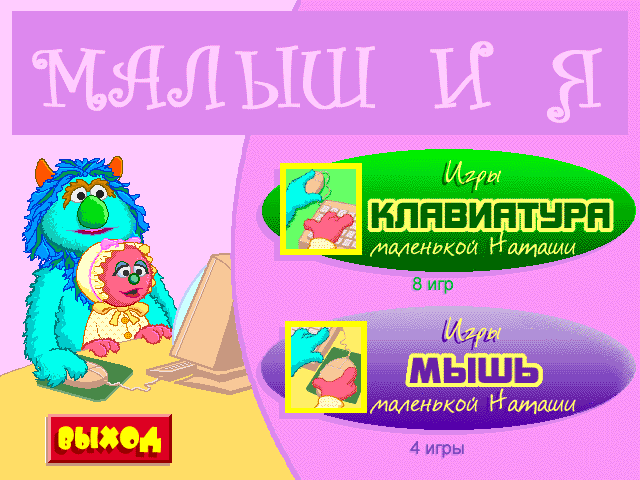 МАЛЫШ И Я
Игры
КЛАВИАТУРА
маленькой Наташи
8 игр
Игры
МЫШЬ
маленькой Наташи
4 игры
ВЫХОД